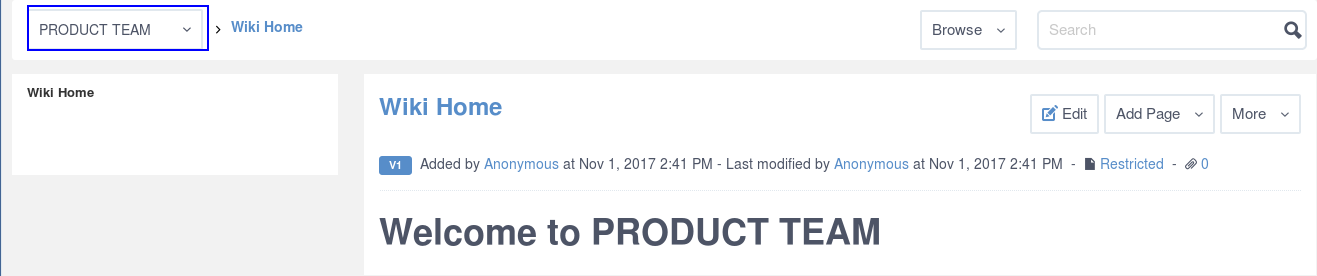 PRODUCT TEAM › Wiki Home Browse Search
Wiki Home
Wiki Home Edit Add Page More
V1 Added by Anonymous at Nov 1, 2017 2:41 PM - Last modified by Anonymous at Nov 1, 2017 2:41 PM - Restricted - 0
Welcome to PRODUCT TEAM